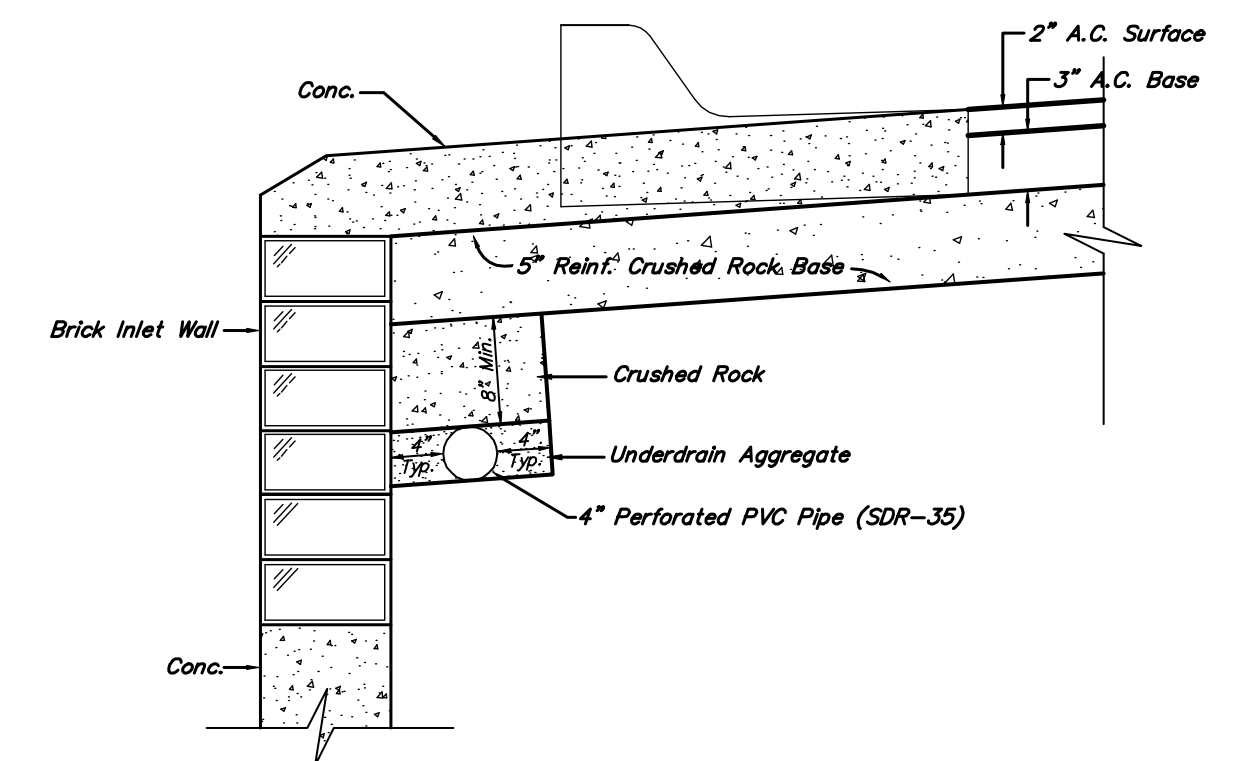 2" A.C. Surface
3" A.C. Base
Conc.
5" Reinf. Crushed Rock Base
Brick Inlet Wall
8" Min.
Crushed Rock
4" Typ.
4" Typ.
Underdrain Aggregate
4" Perforated PVC Pipe (SDR-35)
Conc.